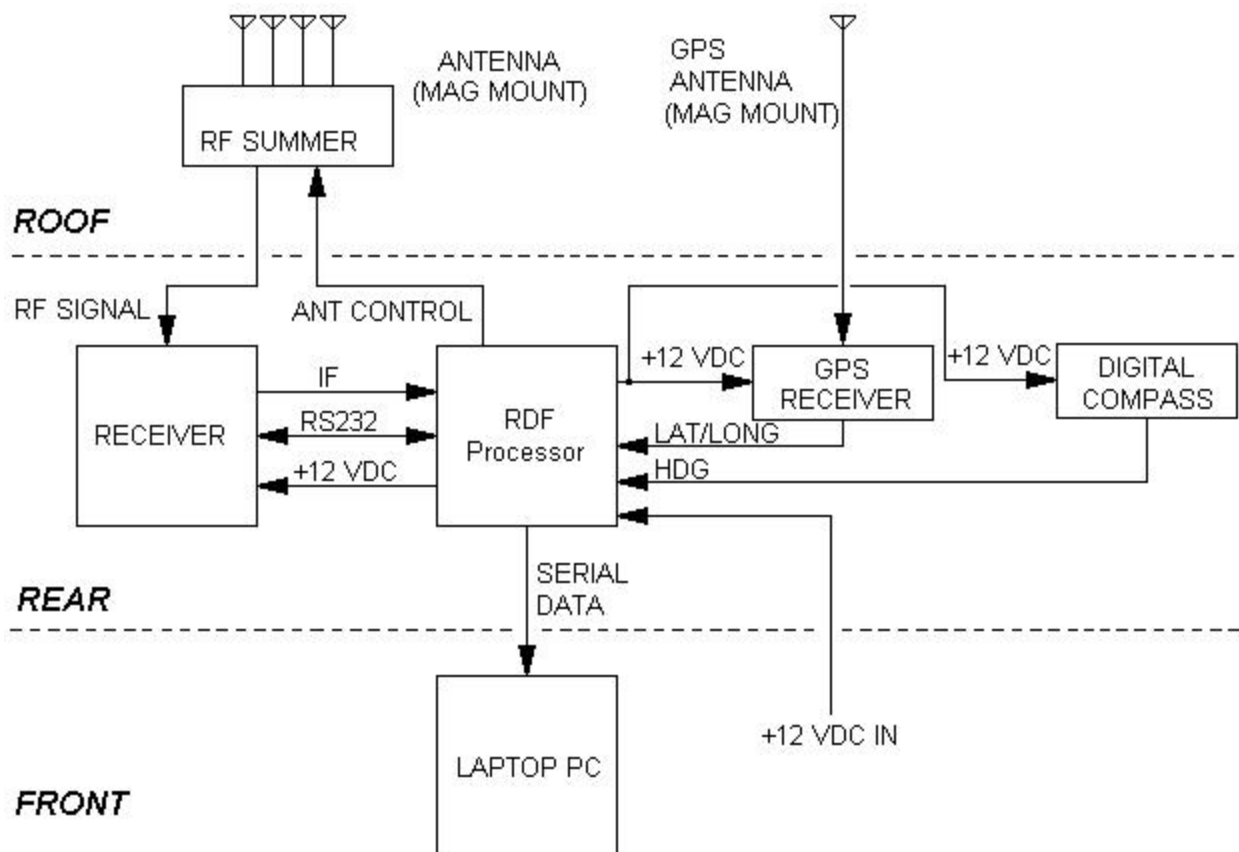 ANTENNA
(MAG MOUNT)
GPS
ANTENNA
(MAG MOUNT)
RF SUMMER
ROOF
RF SIGNAL
ANT CONTROL
+12 VDC
+12 VDC
GPS
RECEIVER
DIGITAL
COMPASS
IF
RS232
+12 VDC
RECEIVER
RDF
Processor
LAT/LONG
HDG
SERIAL
DATA
REAR
+12 VDC IN
LAPTOP PC
FRONT